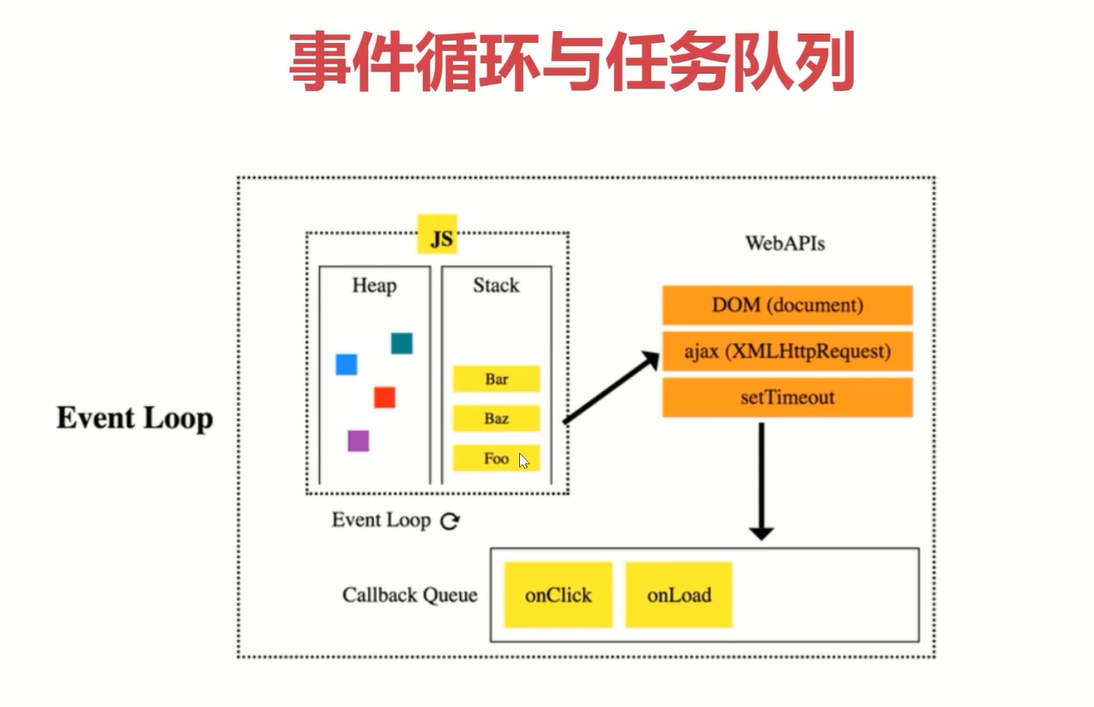 事件循环与任务队列
JS
WebAPIs
Heap
Stack
DOM (document)
ajax (XMLHttpRequest)
setTimeout
Bar
Baz
Foo
Event Loop
Event Loop
Callback Queue
onClick
onLoad